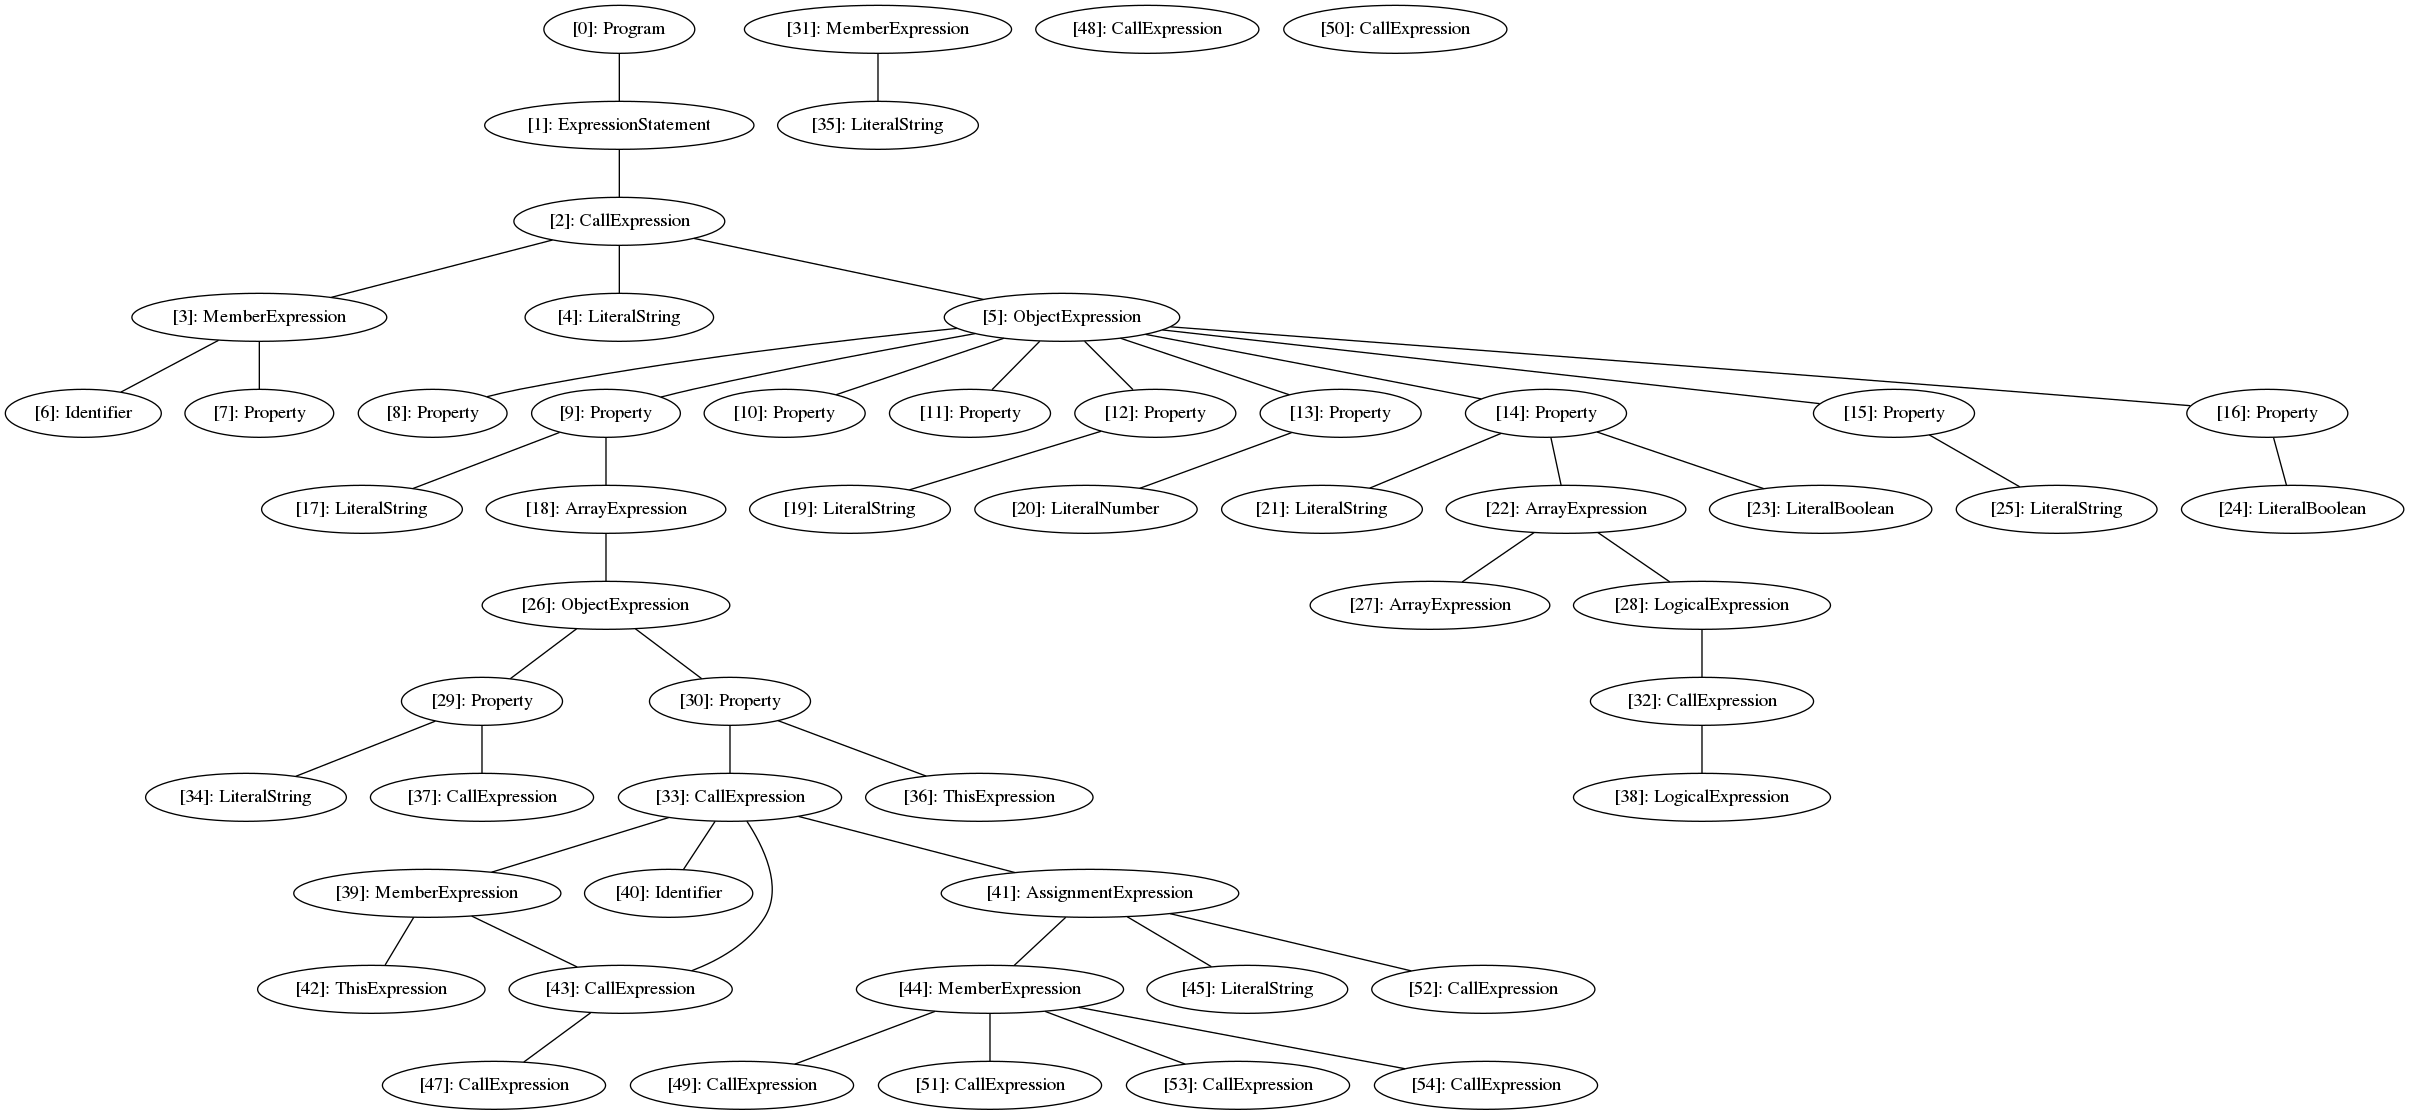 [0]: Program
[31]: MemberExpression
[48]: CallExpression
[50]: CallExpression
[1]: ExpressionStatement
[35]: LiteralString
[2]: CallExpression
[3]: MemberExpression
[4]: LiteralString
[5]: ObjectExpression
[6]: Identifier
[7]: Property
[8]: Property
[9]: Property
[10]: Property
[11]: Property
[12]: Property
[13]: Property
[14]: Property
[15]: Property
[16]: Property
[17]: LiteralString
[18]: ArrayExpression
[19]: LiteralString
[20]: LiteralNumber
[21]: LiteralString
[22]: ArrayExpression
[23]: LiteralBoolean
[25]: LiteralString
[24]: LiteralBoolean
[26]: ObjectExpression
[27]: ArrayExpression
[28]: LogicalExpression
[29]: Property
[30]: Property
[32]: CallExpression
[34]: LiteralString
[37]: CallExpression
[33]: CallExpression
[36]: ThisExpression
[38]: LogicalExpression
[39]: MemberExpression
[40]: Identifier
[41]: AssignmentExpression
[42]: ThisExpression
[43]: CallExpression
[44]: MemberExpression
[45]: LiteralString
[52]: CallExpression
[47]: CallExpression
[49]: CallExpression
[51]: CallExpression
[53]: CallExpression
[54]: CallExpression